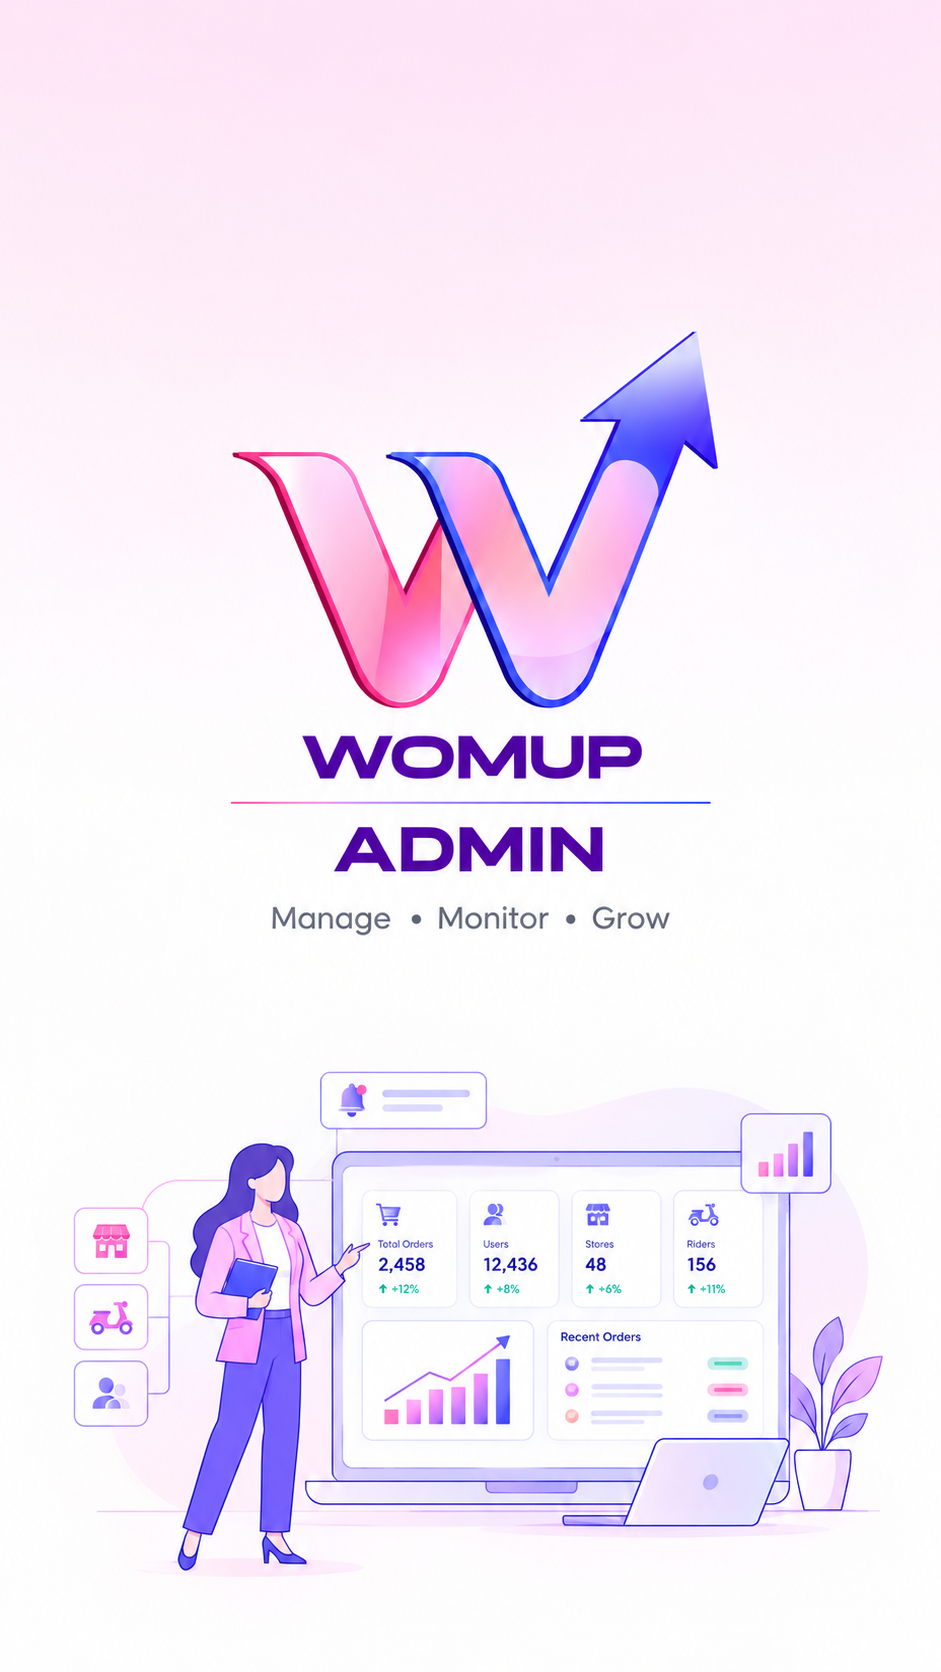 WOMUP
ADMIN
Manage • Monitor • Grow
Total Orders
2,458
+12%
Users
12,436
+8%
Stores
48
+6%
Riders
156
+11%
Recent Orders